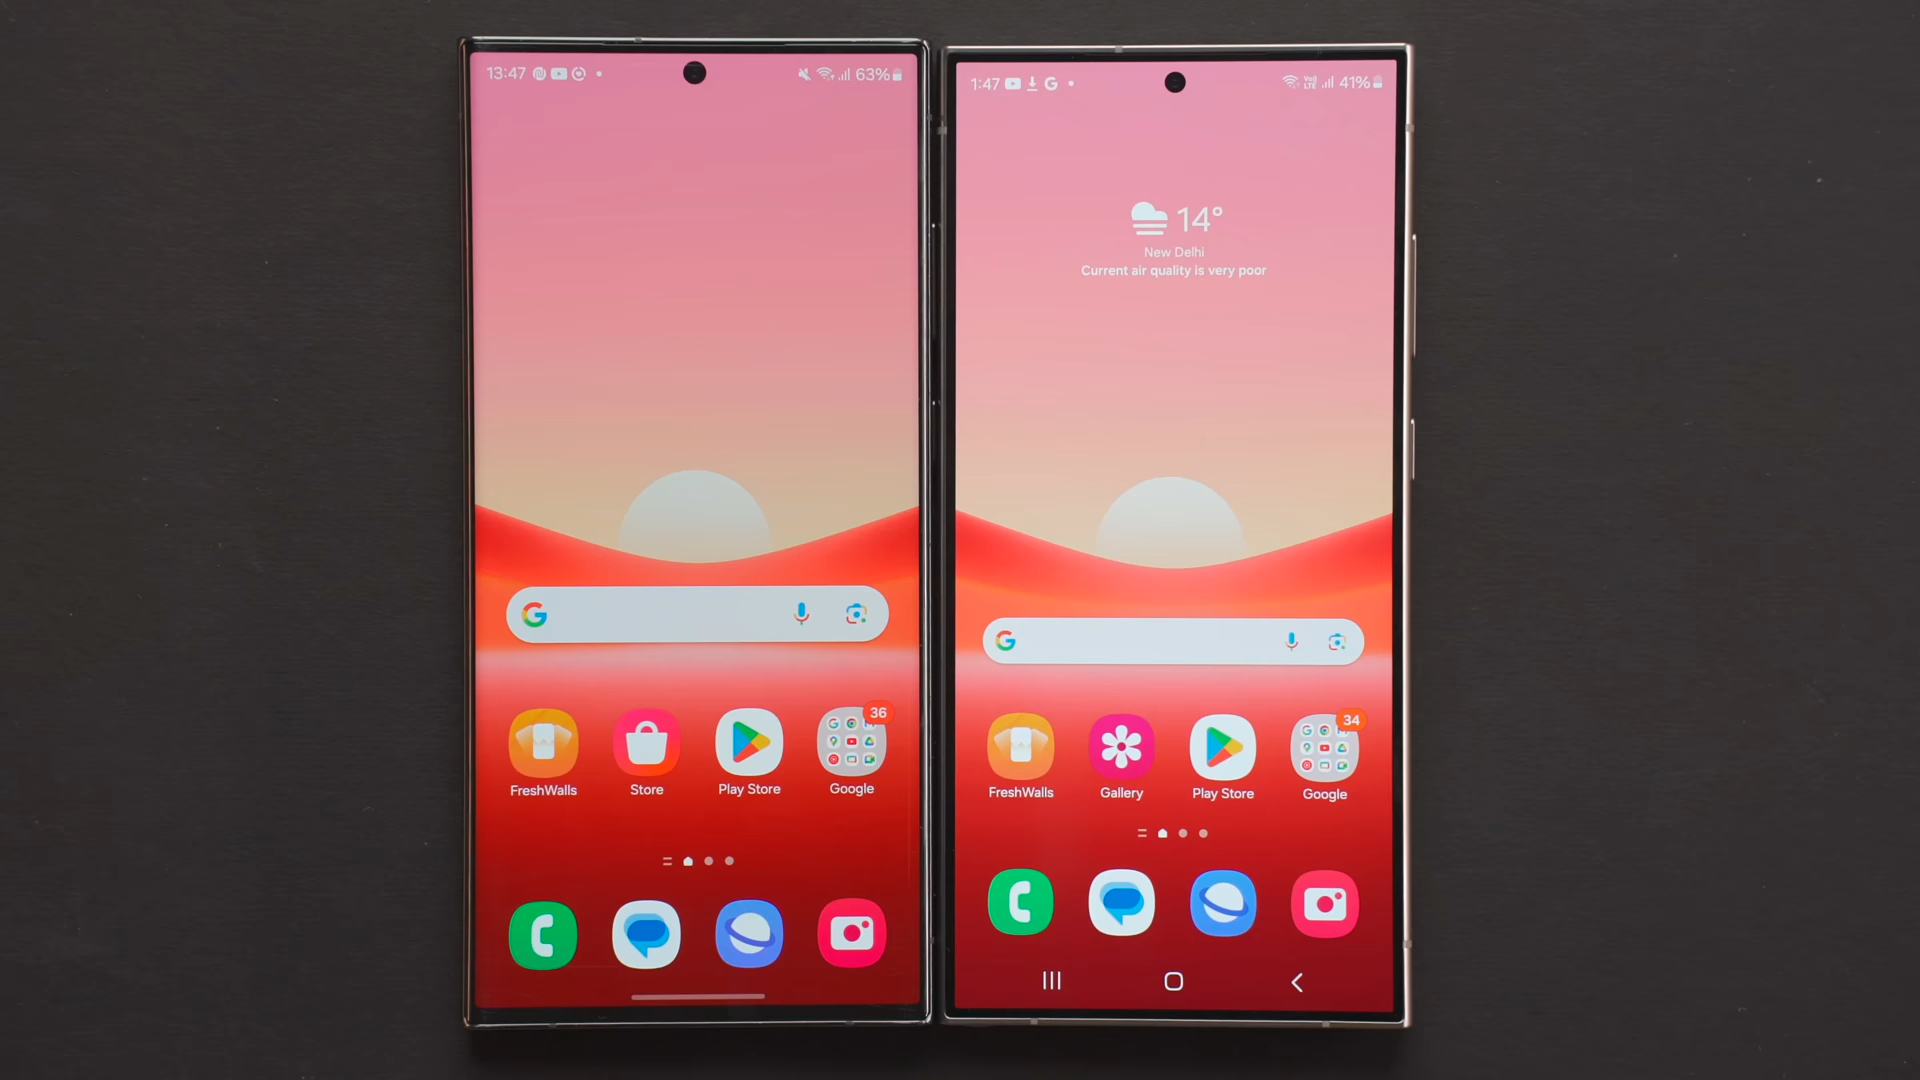 13:47
63%
36
FreshWalls
Store
Play Store
Google
1:47
VoLTE
41%
14°
New Delhi
Current air quality is very poor
34
FreshWalls
Gallery
Play Store
Google